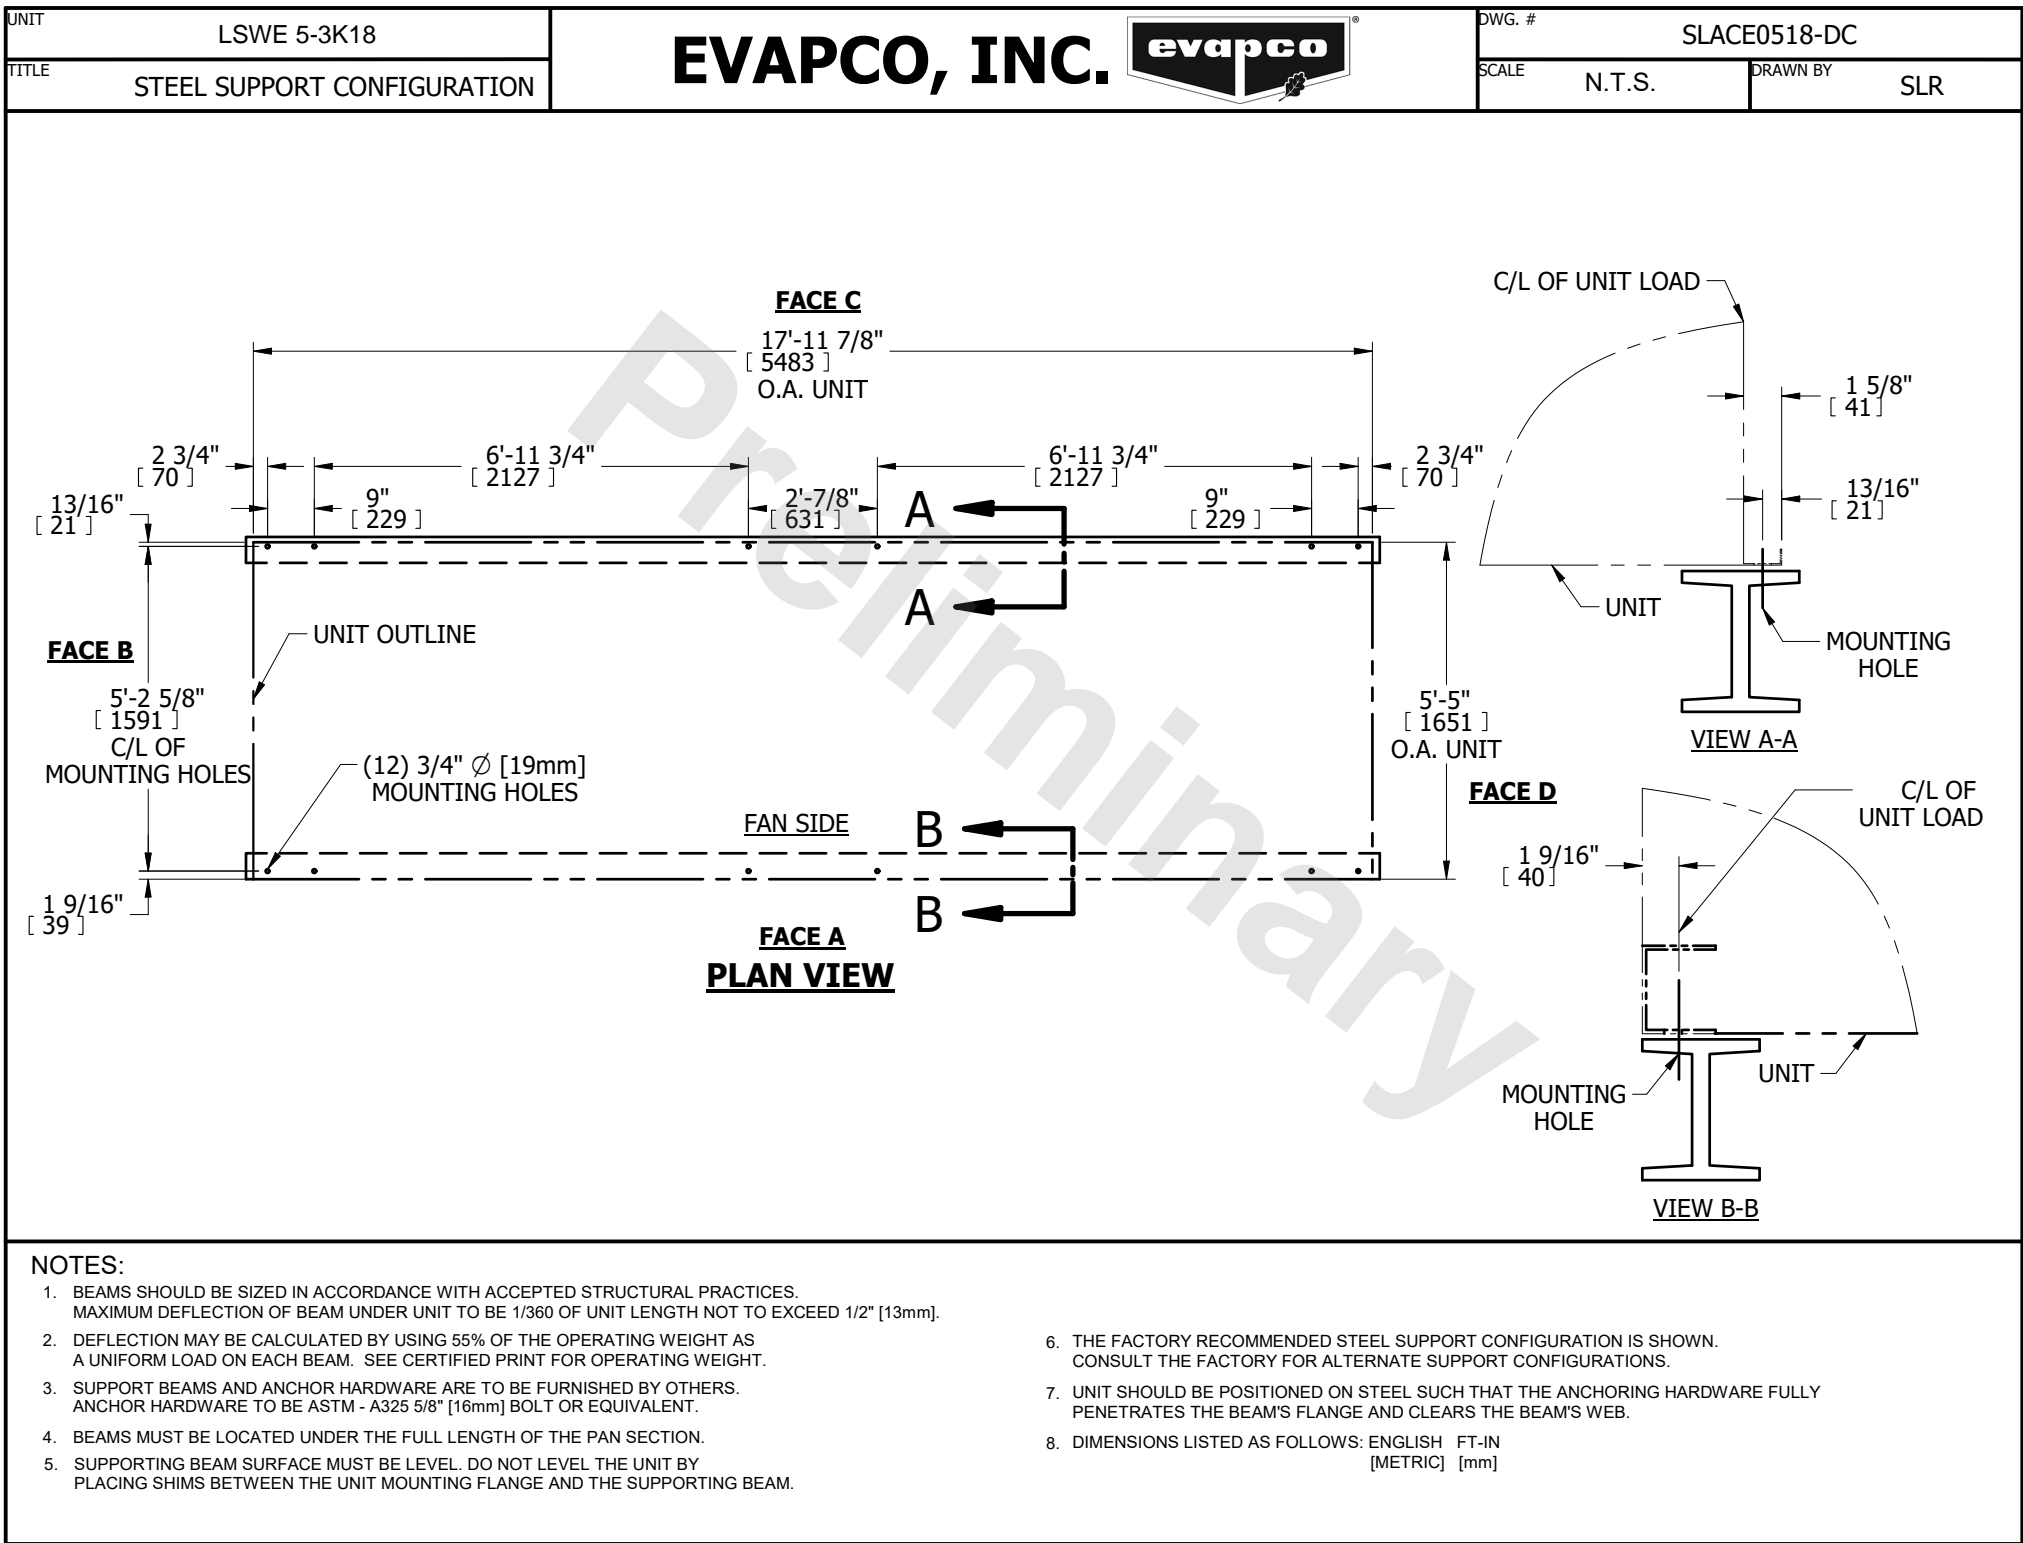 UNIT
LSWE 5-3K18
TITLE
STEEL SUPPORT CONFIGURATION
EVAPCO, INC.
evapco
®
DWG. #
SLACE0518-DC
SCALE
N.T.S.
DRAWN BY
SLR
FACE C
17'-11 7/8"
[ 5483 ]
O.A. UNIT
2 3/4"
[ 70 ]
6'-11 3/4"
[ 2127 ]
6'-11 3/4"
[ 2127 ]
2 3/4"
[ 70 ]
13/16"
[ 21 ]
9"
[ 229 ]
2'-7/8"
[ 631 ]
9"
[ 229 ]
A
A
FACE B
UNIT OUTLINE
5'-2 5/8"
[ 1591 ]
C/L OF
MOUNTING HOLES
(12) 3/4" ∅ [19mm]
MOUNTING HOLES
5'-5"
[ 1651 ]
O.A. UNIT
FACE D
FAN SIDE
B
B
1 9/16"
[ 39 ]
FACE A
PLAN VIEW
C/L OF UNIT LOAD
1 5/8"
[ 41 ]
13/16"
[ 21 ]
UNIT
MOUNTING
HOLE
VIEW A-A
C/L OF
UNIT LOAD
1 9/16"
[ 40 ]
UNIT
MOUNTING
HOLE
VIEW B-B
Preliminary
NOTES:
1. BEAMS SHOULD BE SIZED IN ACCORDANCE WITH ACCEPTED STRUCTURAL PRACTICES.
MAXIMUM DEFLECTION OF BEAM UNDER UNIT TO BE 1/360 OF UNIT LENGTH NOT TO EXCEED 1/2" [13mm].
2. DEFLECTION MAY BE CALCULATED BY USING 55% OF THE OPERATING WEIGHT AS
A UNIFORM LOAD ON EACH BEAM. SEE CERTIFIED PRINT FOR OPERATING WEIGHT.
3. SUPPORT BEAMS AND ANCHOR HARDWARE ARE TO BE FURNISHED BY OTHERS.
ANCHOR HARDWARE TO BE ASTM - A325 5/8" [16mm] BOLT OR EQUIVALENT.
4. BEAMS MUST BE LOCATED UNDER THE FULL LENGTH OF THE PAN SECTION.
5. SUPPORTING BEAM SURFACE MUST BE LEVEL. DO NOT LEVEL THE UNIT BY
PLACING SHIMS BETWEEN THE UNIT MOUNTING FLANGE AND THE SUPPORTING BEAM.
6. THE FACTORY RECOMMENDED STEEL SUPPORT CONFIGURATION IS SHOWN.
CONSULT THE FACTORY FOR ALTERNATE SUPPORT CONFIGURATIONS.
7. UNIT SHOULD BE POSITIONED ON STEEL SUCH THAT THE ANCHORING HARDWARE FULLY
PENETRATES THE BEAM'S FLANGE AND CLEARS THE BEAM'S WEB.
8. DIMENSIONS LISTED AS FOLLOWS: ENGLISH FT-IN
[METRIC] [mm]